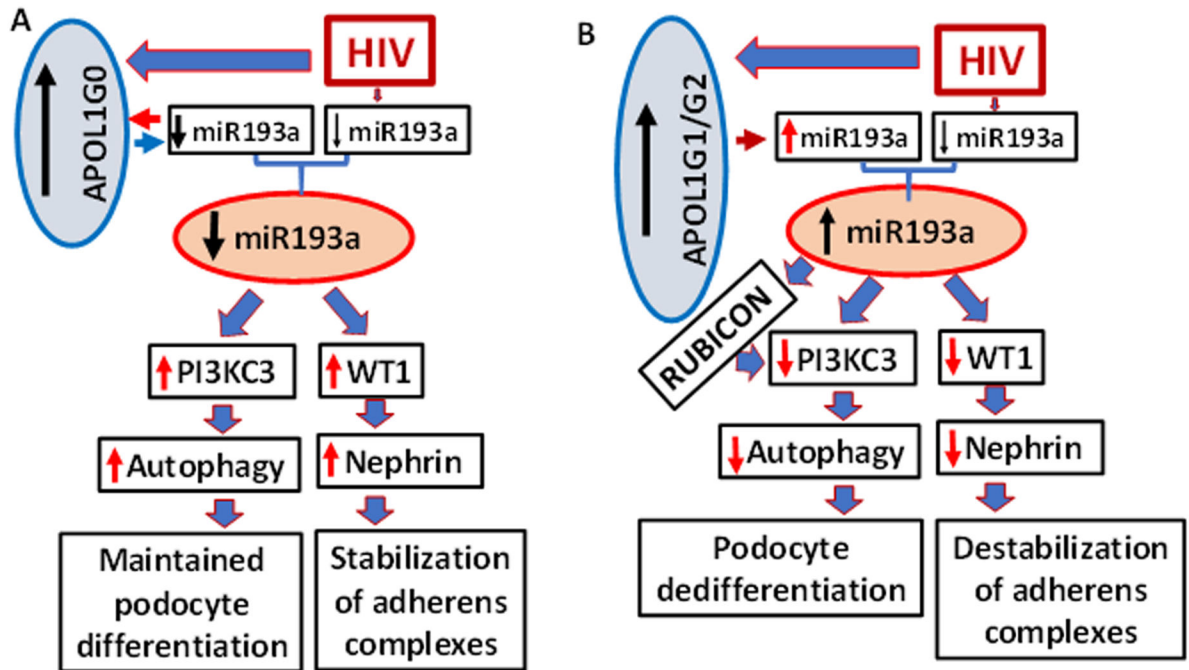 A
HIV
APOL1G0
miR193a
miR193a
miR193a
PI3KC3
WT1
Autophagy
Nephrin
Maintained
podocyte
differentiation
Stabilization
of adherens
complexes
B
HIV
APOL1G1/G2
miR193a
miR193a
miR193a
RUBICON
PI3KC3
WT1
Autophagy
Nephrin
Podocyte
dedifferentiation
Destabilization
of adherens
complexes